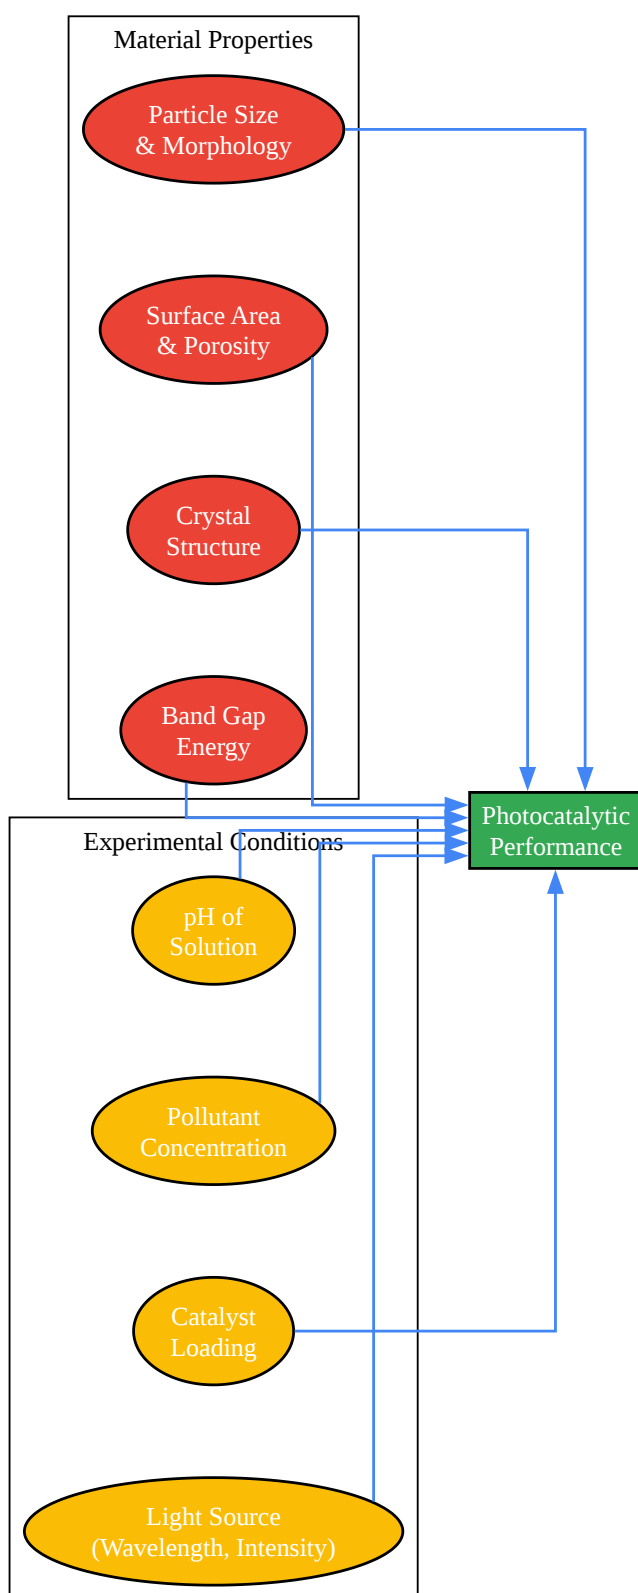 Material Properties
Particle Size
& Morphology
Surface Area
& Porosity
Crystal
Structure
Band Gap
Energy
Photocatalytic
Performance
Experimental Conditions
pH of
Solution
Pollutant
Concentration
Catalyst
Loading
Light Source
(Wavelength, Intensity)